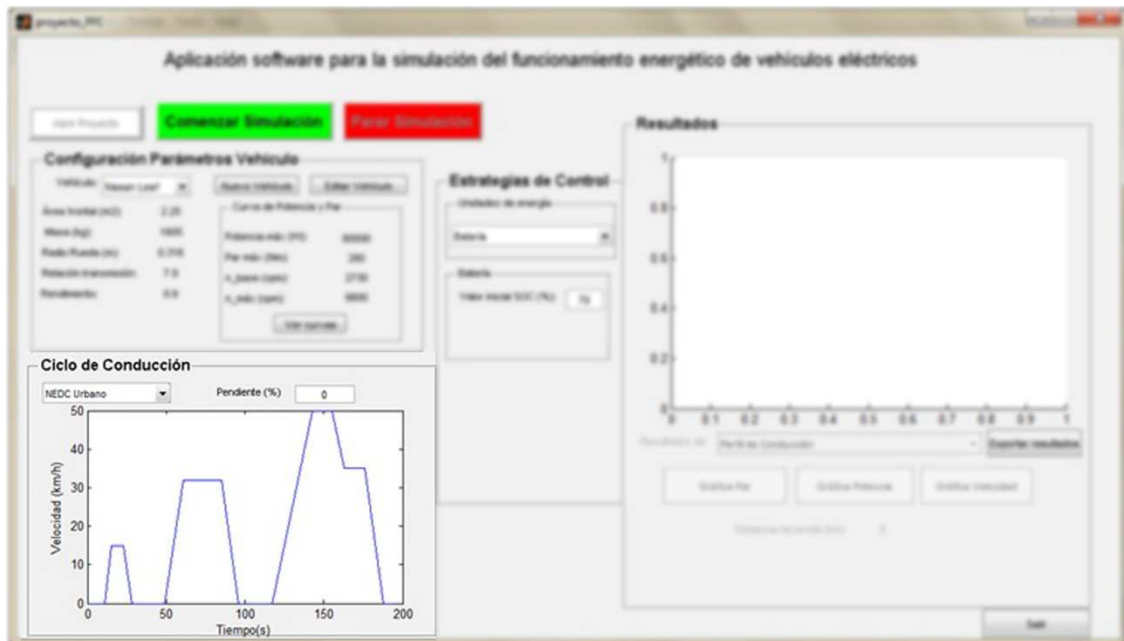 proyecto_PFC
Aplicación software para la simulación del funcionamiento energético de vehículos eléctricos
Abrir Proyecto
Comenzar Simulación
Parar Simulación
Configuración Parámetros Vehículo
Vehículo
Nissan Leaf
Nuevo Vehículo
Editar Vehículo
Área frontal (m2)
2.25
Masa (kg)
Radio Rueda (m)
0.316
Relación transmisión
7.9
Rendimiento
0.9
Curva de Potencia y Par
Potencia máx (W)
80000
Par máx (Nm)
280
n_base (rpm)
2730
n_máx (rpm)
Ver curvas
Estrategias de Control
Unidades de energía
Batería
Batería
Valor inicial SOC (%)
70
Ciclo de Conducción
NEDC Urbano
Pendiente (%)
0
50
40
30
20
10
0
Velocidad (km/h)
0 50 100 150 200
Tiempo(s)
Resultados
1
0.8
0.6
0.4
0.2
0
0 0.1 0.2 0.3 0.4 0.5 0.6 0.7 0.8 0.9 1
Resultados de
Perfil de Conducción
Exportar resultados
Gráfica Par
Gráfica Potencia
Gráfica Velocidad
Distancia recorrida (km)
0
Salir